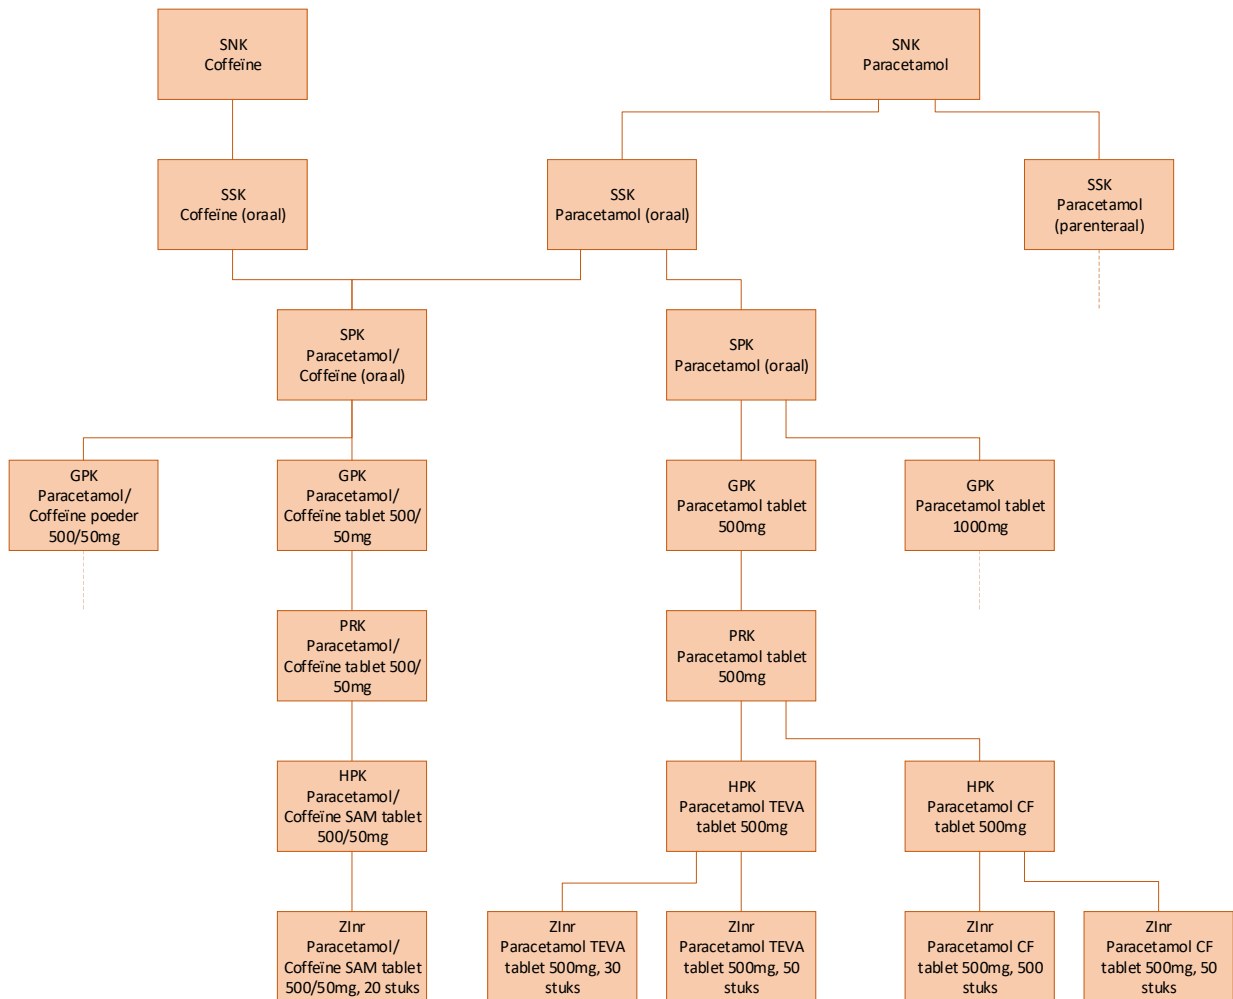 SNK
Coffeïne
SNK
Paracetamol
SSK
Coffeïne (oraal)
SSK
Paracetamol (oraal)
SSK
Paracetamol
(parenteraal)
SPK
Paracetamol/
Coffeïne (oraal)
SPK
Paracetamol (oraal)
GPK
Paracetamol/
Coffeïne poeder
500/50mg
GPK
Paracetamol/
Coffeïne tablet 500/
50mg
GPK
Paracetamol tablet
500mg
GPK
Paracetamol tablet
1000mg
PRK
Paracetamol/
Coffeïne tablet 500/
50mg
PRK
Paracetamol tablet
500mg
HPK
Paracetamol/
Coffeïne SAM tablet
500/50mg
HPK
Paracetamol TEVA
tablet 500mg
HPK
Paracetamol CF
tablet 500mg
ZInr
Paracetamol/
Coffeïne SAM tablet
500/50mg, 20 stuks
ZInr
Paracetamol TEVA
tablet 500mg, 30
stuks
ZInr
Paracetamol TEVA
tablet 500mg, 50
stuks
ZInr
Paracetamol CF
tablet 500mg, 500
stuks
ZInr
Paracetamol CF
tablet 500mg, 50
stuks